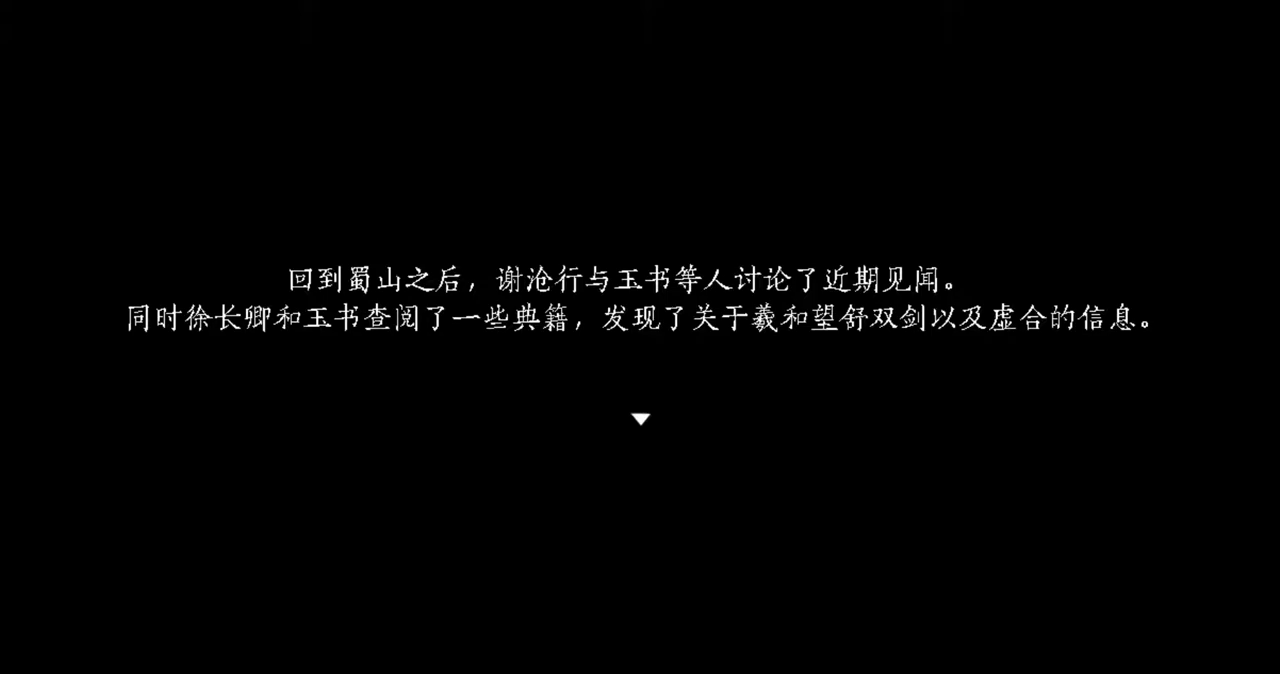 回到蜀山之后，谢沧行与玉书等人讨论了近期见闻。
同时徐长卿和玉书查阅了一些典籍，发现了关于羲和望舒双剑以及虚合的信息。